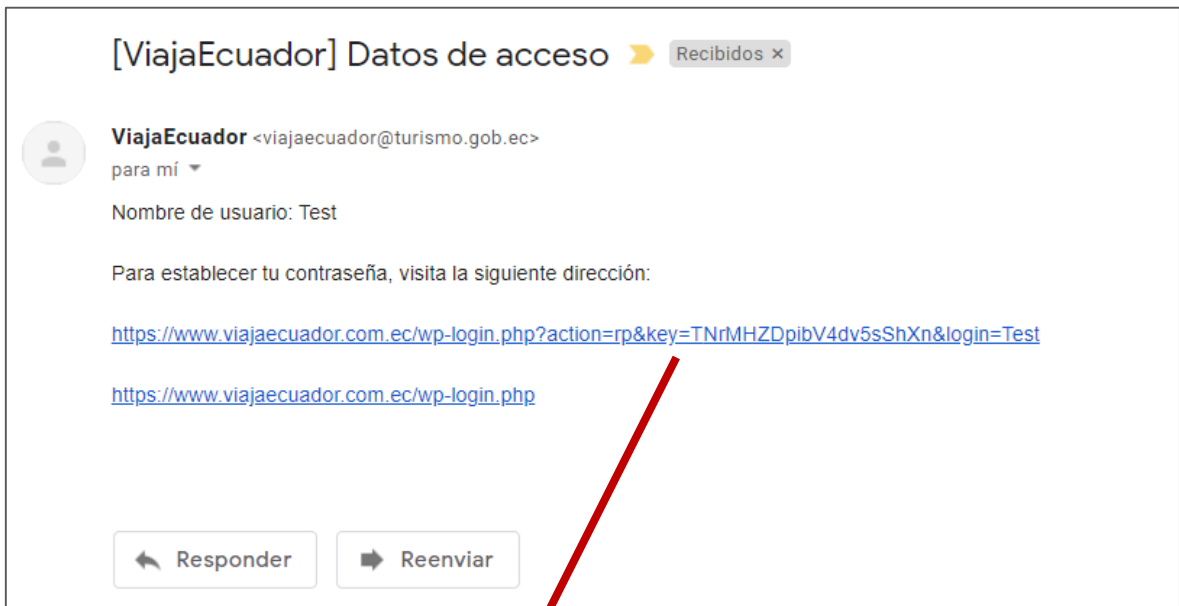 [ViajaEcuador] Datos de acceso Recibidos ×
ViajaEcuador <viajaecuador@turismo.gob.ec>
para mí
Nombre de usuario: Test
Para establecer tu contraseña, visita la siguiente dirección:
https://www.viajaecuador.com.ec/wp-login.php?action=rp&key=TNrMHZDpibV4dv5sShXn&login=Test
https://www.viajaecuador.com.ec/wp-login.php
Responder Reenviar